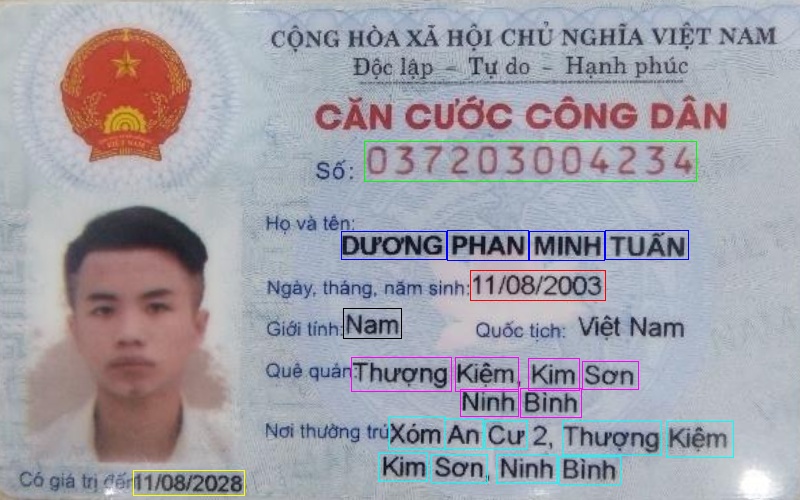 CỘNG HÒA XÃ HỘI CHỦ NGHĨA VIỆT NAM
Độc lập - Tự do - Hạnh phúc
CĂN CƯỚC CÔNG DÂN
Số: 037203004234
Họ và tên:
DƯƠNG PHAN MINH TUẤN
Ngày, tháng, năm sinh: 11/08/2003
Giới tính: Nam Quốc tịch: Việt Nam
Quê quán: Thượng Kiệm, Kim Sơn
Ninh Bình
Nơi thường trú: Xóm An Cư 2, Thượng Kiệm
Kim Sơn, Ninh Bình
Có giá trị đến 11/08/2028